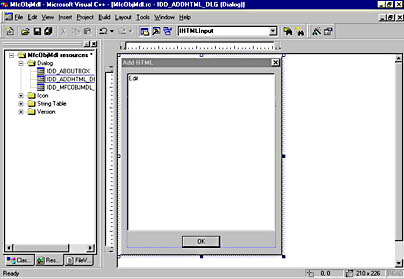 MfcObjMdl - Microsoft Visual C++ - [MfcObjMdl.rc - IDD_ADDHTML_DLG (Dialog)]
File Edit View Insert Project Build Layout Tools Window Help
IHTMLInput
MfcObjMdl resources *
Dialog
IDD_ABOUTBOX
IDD_ADDHTML_DL
IDD_MFCOBJMDL_
Icon
String Table
Version
Add HTML
Edit
OK
Clas...
Res...
FileV...
Ready
0, 0
210 x 226